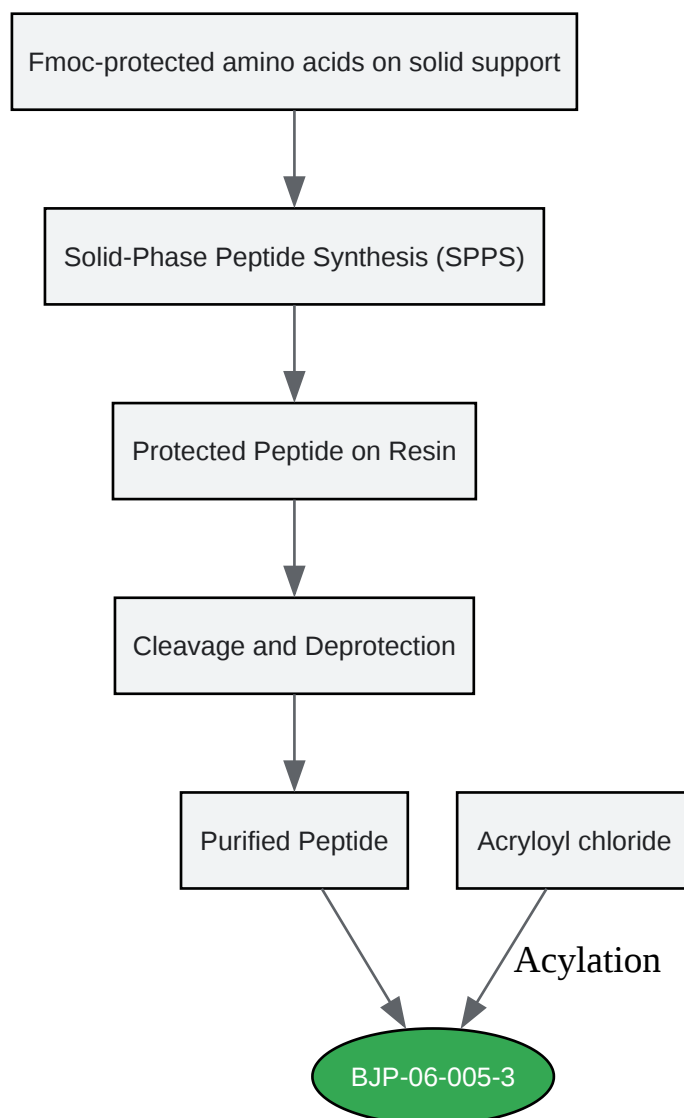 Fmoc-protected amino acids on solid support
Solid-Phase Peptide Synthesis (SPPS)
Protected Peptide on Resin
Cleavage and Deprotection
Purified Peptide
Acryloyl chloride
Acylation
BJP-06-005-3